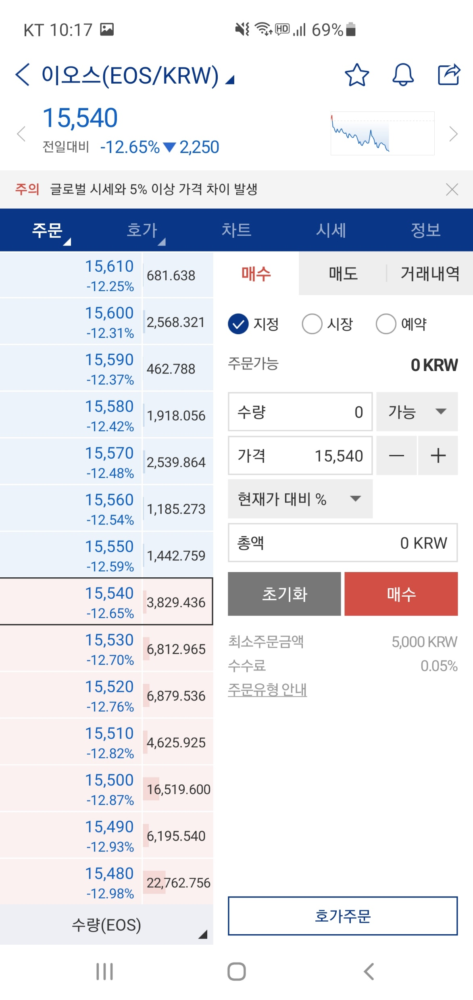 KT 10:17
HD 69%
이오스(EOS/KRW)
15,540
전일대비 -12.65% ▼ 2,250
주의 글로벌 시세와 5% 이상 가격 차이 발생
주문 호가 차트 시세 정보
15,610
-12.25%
681.638
15,600
-12.31%
2,568.321
15,590
-12.37%
462.788
15,580
-12.42%
1,918.056
15,570
-12.48%
2,539.864
15,560
-12.54%
1,185.273
15,550
-12.59%
1,442.759
15,540
-12.65%
3,829.436
15,530
-12.70%
6,812.965
15,520
-12.76%
6,879.536
15,510
-12.82%
4,625.925
15,500
-12.87%
16,519.600
15,490
-12.93%
6,195.540
15,480
-12.98%
22,762.756
수량(EOS)
매수 매도 거래내역
지정 시장 예약
주문가능 0 KRW
수량 0 가능
가격 15,540 — +
현재가 대비 %
총액 0 KRW
초기화 매수
최소주문금액 5,000 KRW
수수료 0.05%
주문유형 안내
호가주문